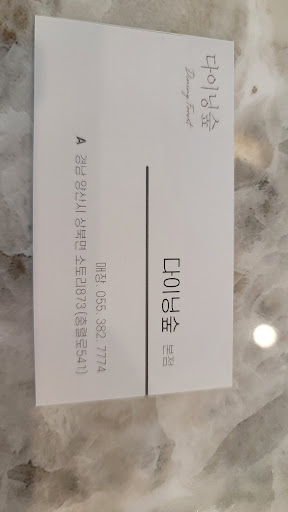 다이닝숲
Dining Forest
다이닝숲 본점
매장. 055. 382. 7774
A 경남 양산시 상북면 소토리873 (충렬로541)